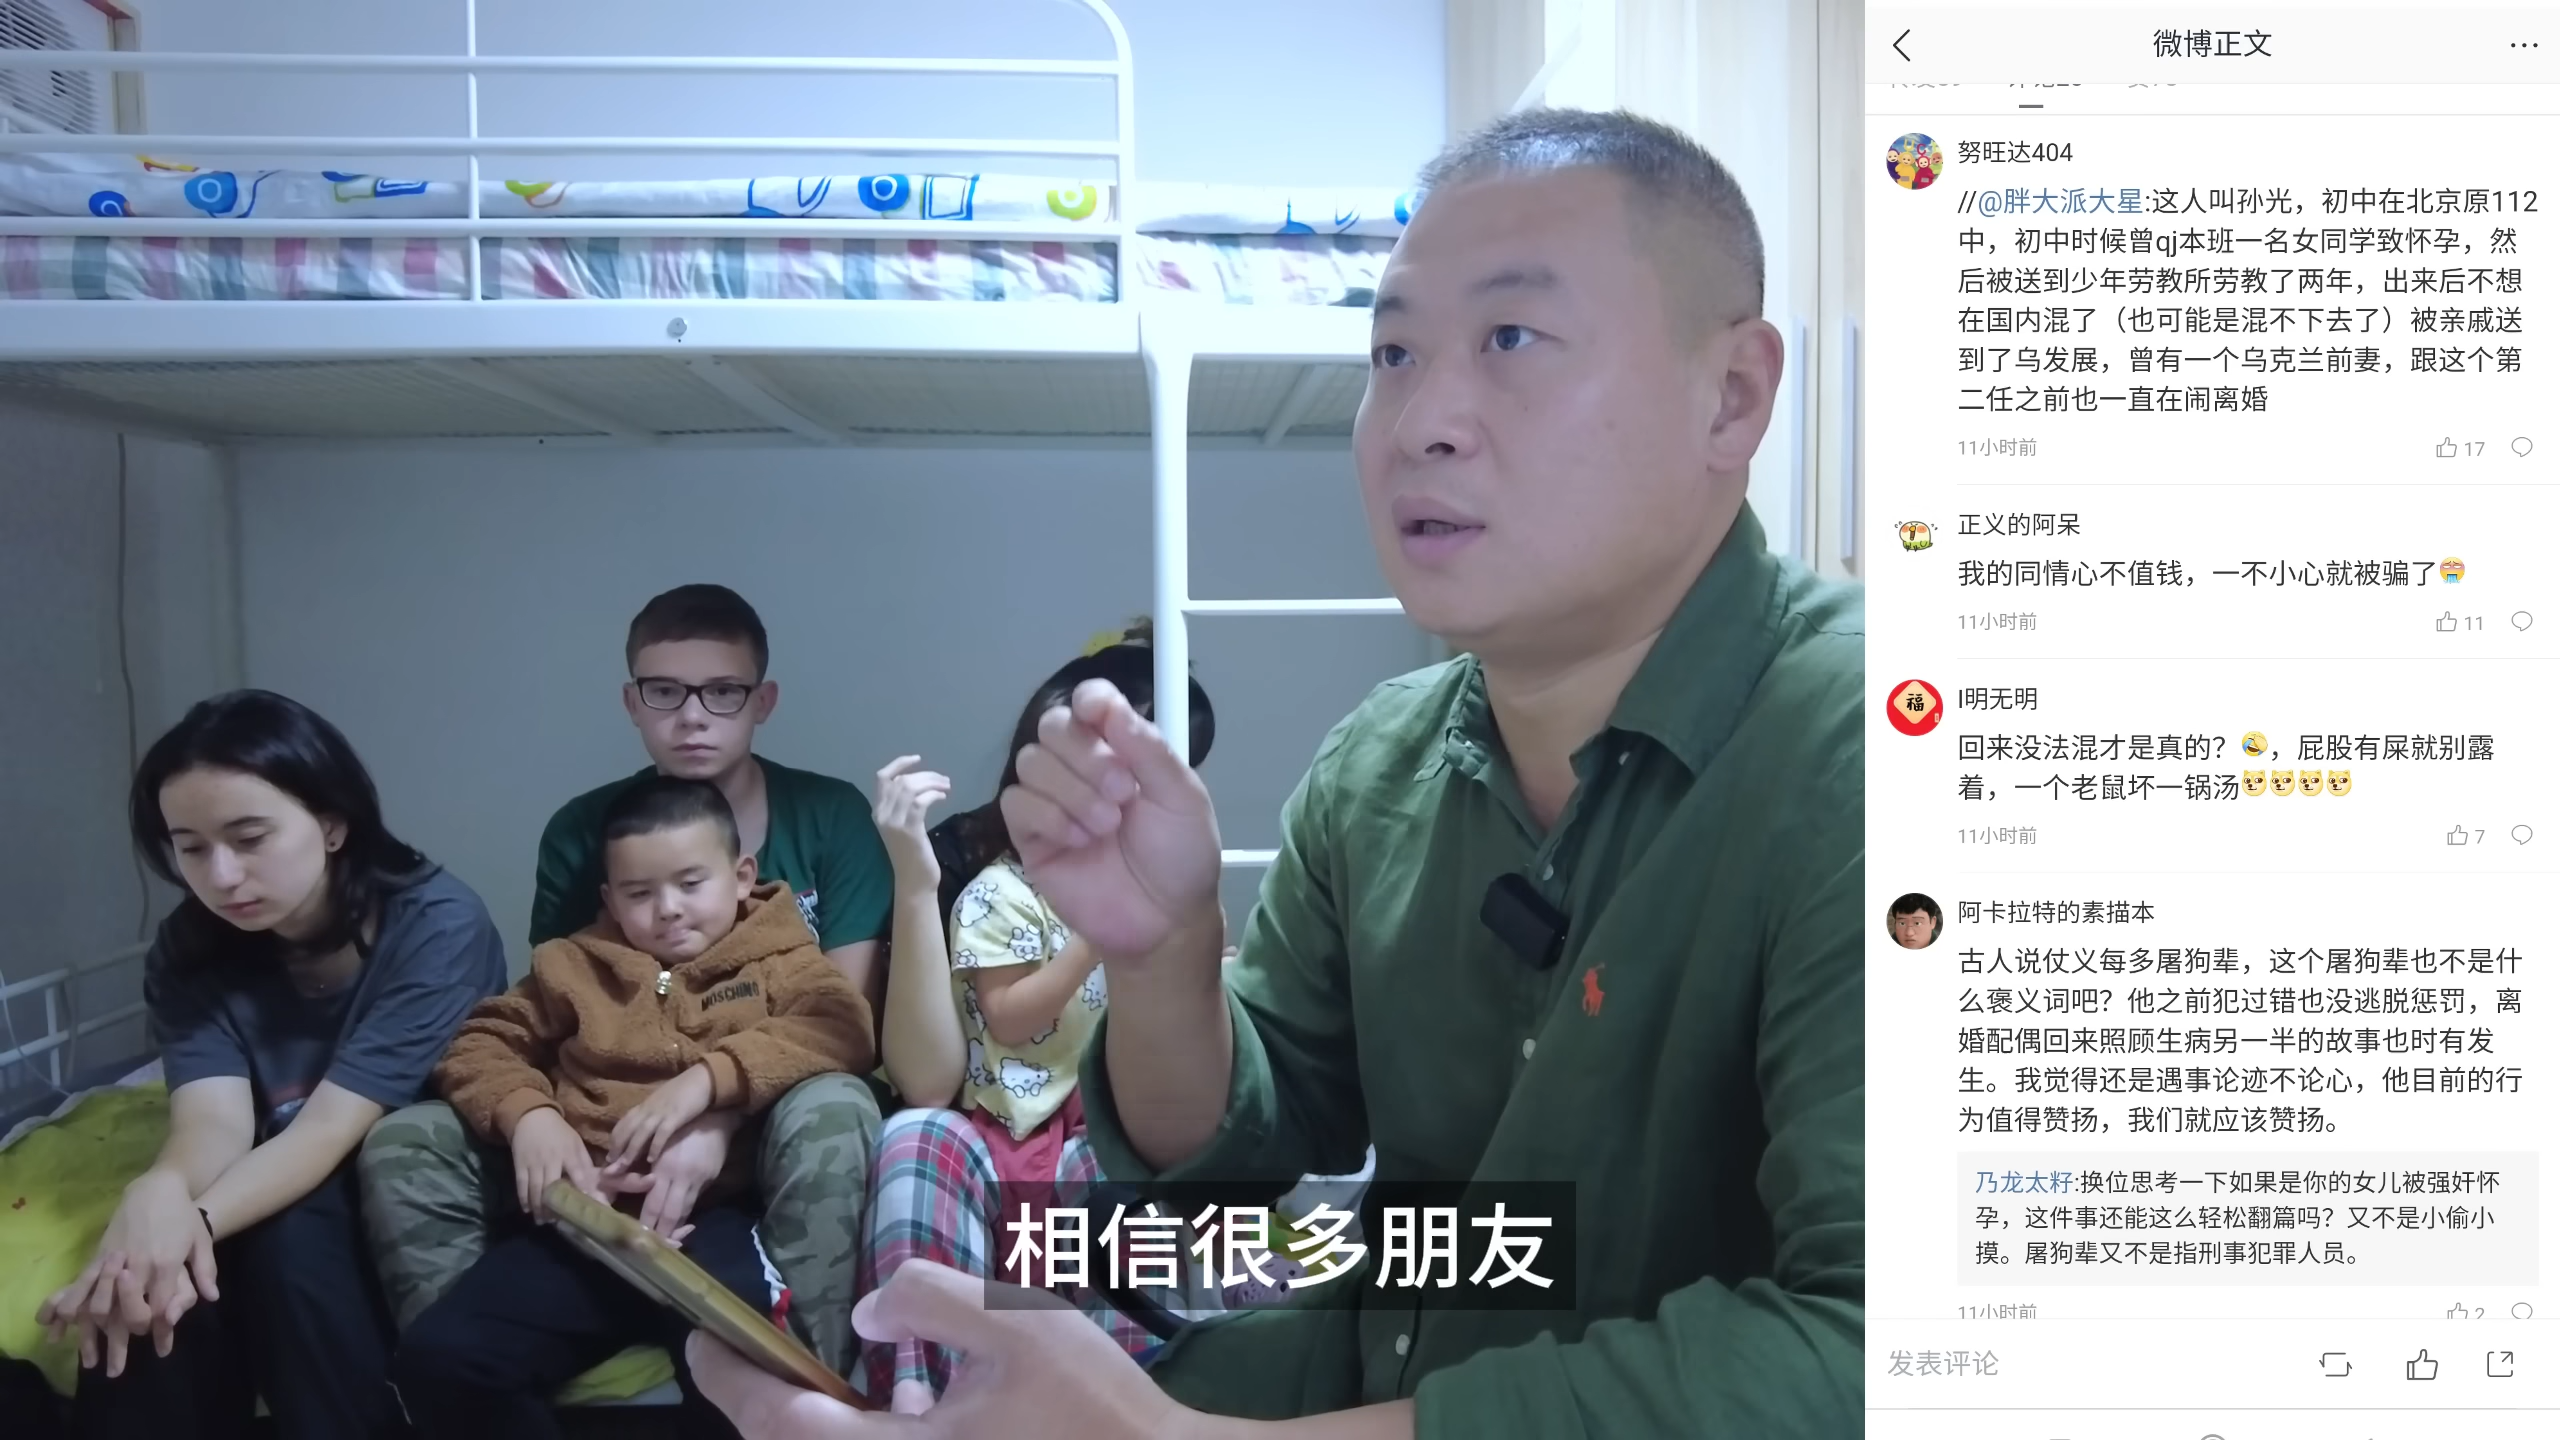 微博正文
努旺达404
//@胖大派大星:这人叫孙光，初中在北京原112
中，初中时候曾qj本班一名女同学致怀孕，然
后被送到少年劳教所劳教了两年，出来后不想
在国内混了（也可能是混不下去了）被亲戚送
到了乌发展，曾有一个乌克兰前妻，跟这个第
二任之前也一直在闹离婚
11小时前
17
正义的阿呆
我的同情心不值钱，一不小心就被骗了
11小时前
11
I明无明
回来没法混才是真的？，屁股有屎就别露
着，一个老鼠坏一锅汤
11小时前
7
福
阿卡拉特的素描本
古人说仗义每多屠狗辈，这个屠狗辈也不是什
么褒义词吧？他之前犯过错也没逃脱惩罚，离
婚配偶回来照顾生病另一半的故事也时有发
生。我觉得还是遇事论迹不论心，他目前的行
为值得赞扬，我们就应该赞扬。
乃龙太籽:换位思考一下如果是你的女儿被强奸怀
孕，这件事还能这么轻松翻篇吗？又不是小偷小
摸。屠狗辈又不是指刑事犯罪人员。
11小时前
2
发表评论
MOSCHINO
相信很多朋友